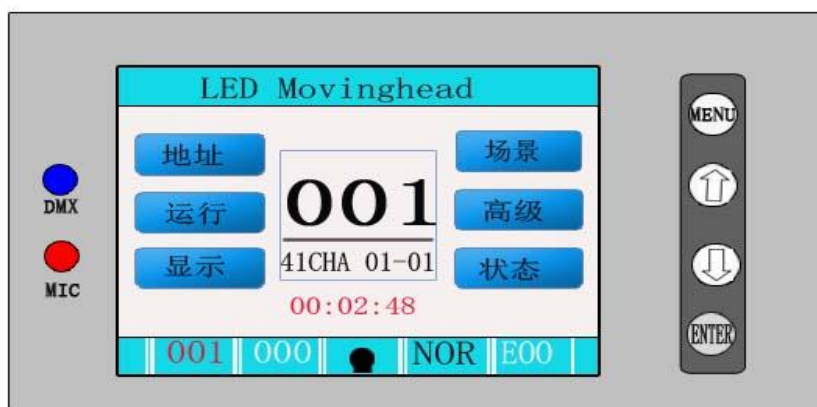 LED Movinghead
地址
运行
显示
001
41CHA 01-01
00:02:48
场景
高级
状态
001 000 NOR E00
DMX
MIC
MENU
ENTER